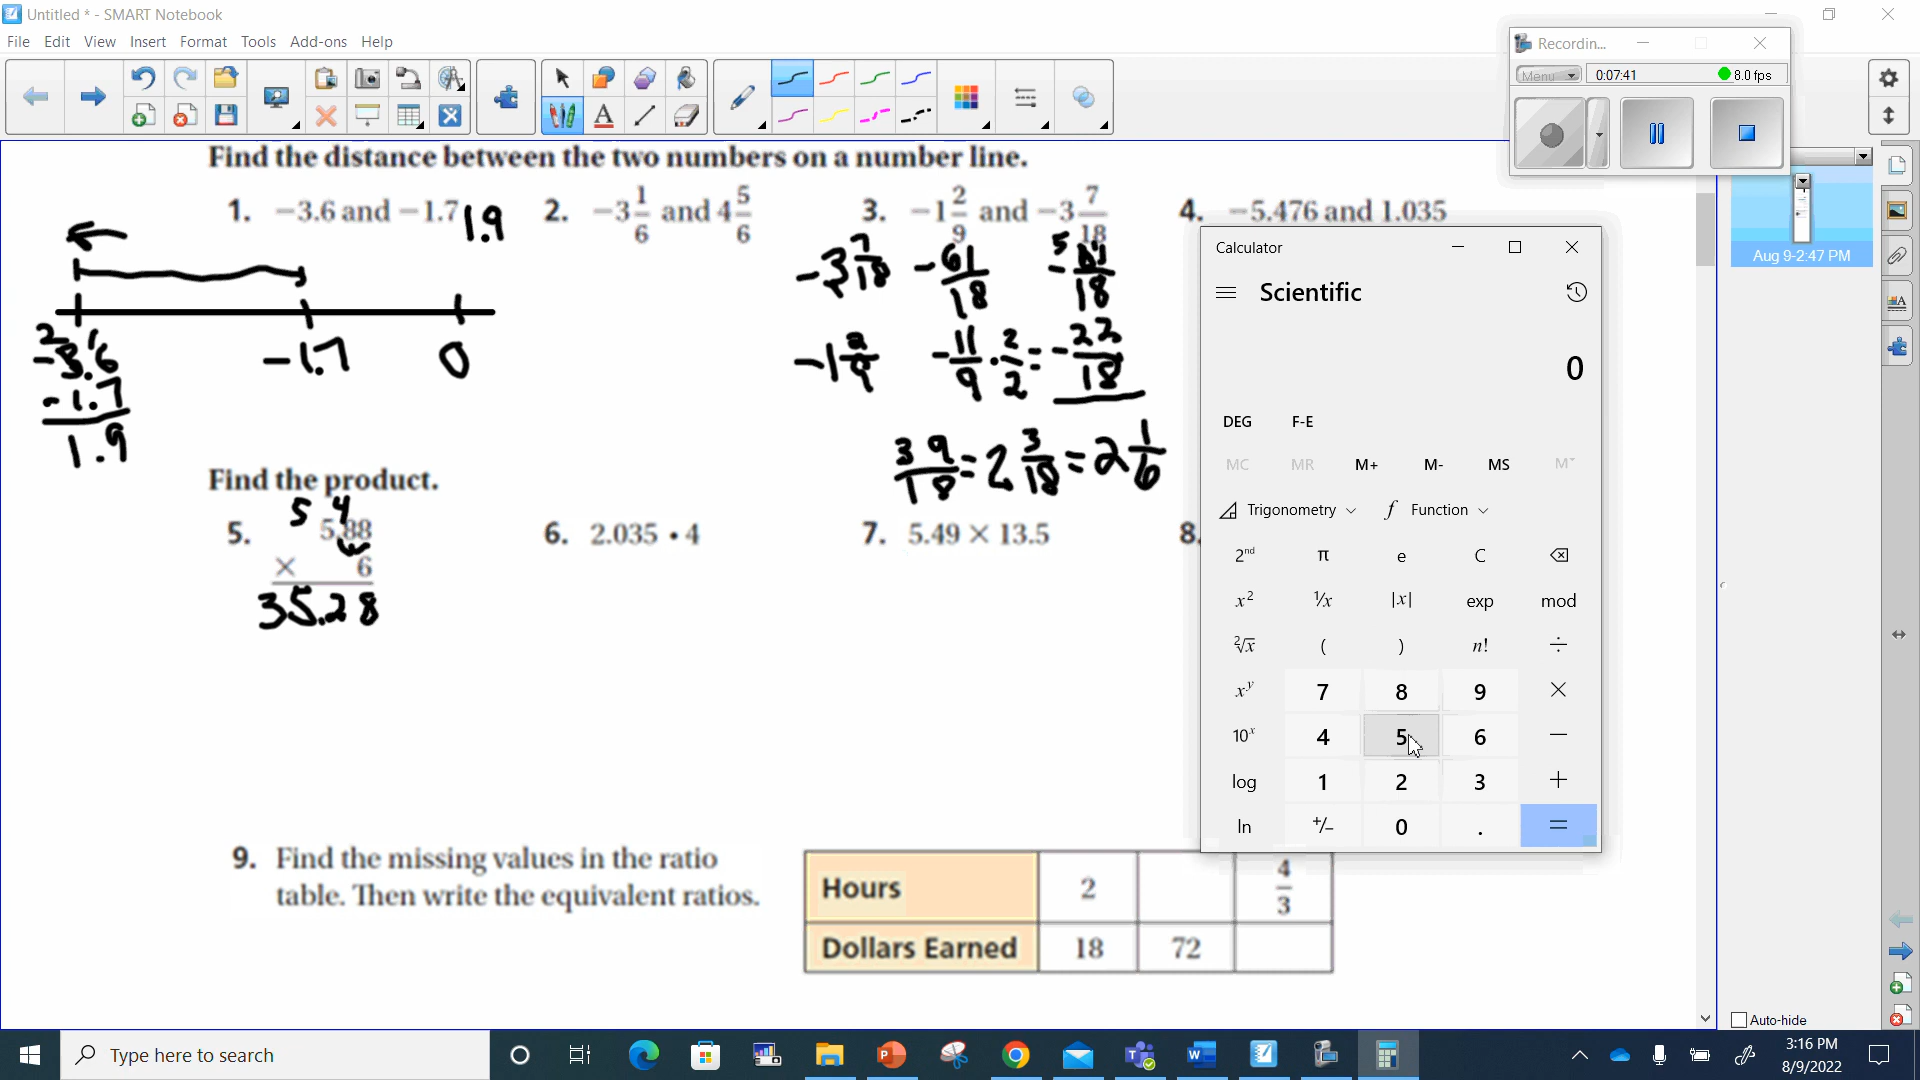 Untitled * - SMART Notebook
File Edit View Insert Format Tools Add-ons Help
Recordin...
Menu 0:07:41 8.0 fps
Find the distance between the two numbers on a number line.
1. −3.6 and −1.7 1.9
2. −3 1/6 and 4 5/6
3. −1 2/9 and −3 7/18
4. −5.476 and 1.035
Aug 9-2:47 PM
−1.7 0
- 1.7
1.9
−3 7/18 −61/18
−1 2/9 −11/9 · 2/2 = −22/18
39/18 = 2 3/18 = 2 1/6
Calculator
Scientific
0
DEG F-E
MC MR M+ M- MS M˅
Trigonometry f Function
2nd π e C
x² ¹/x |x| exp mod
²√x ( ) n! ÷
xʸ 7 8 9 ×
10ˣ 4 5 6 −
log 1 2 3 +
ln +/− 0 . =
Find the product.
5 4
5. 5.88
× 6
35.28
6. 2.035 • 4
7. 5.49 × 13.5
8.
9. Find the missing values in the ratio
table. Then write the equivalent ratios.
Hours 2 4/3
Dollars Earned 18 72
Auto-hide
Type here to search
3:16 PM
8/9/2022